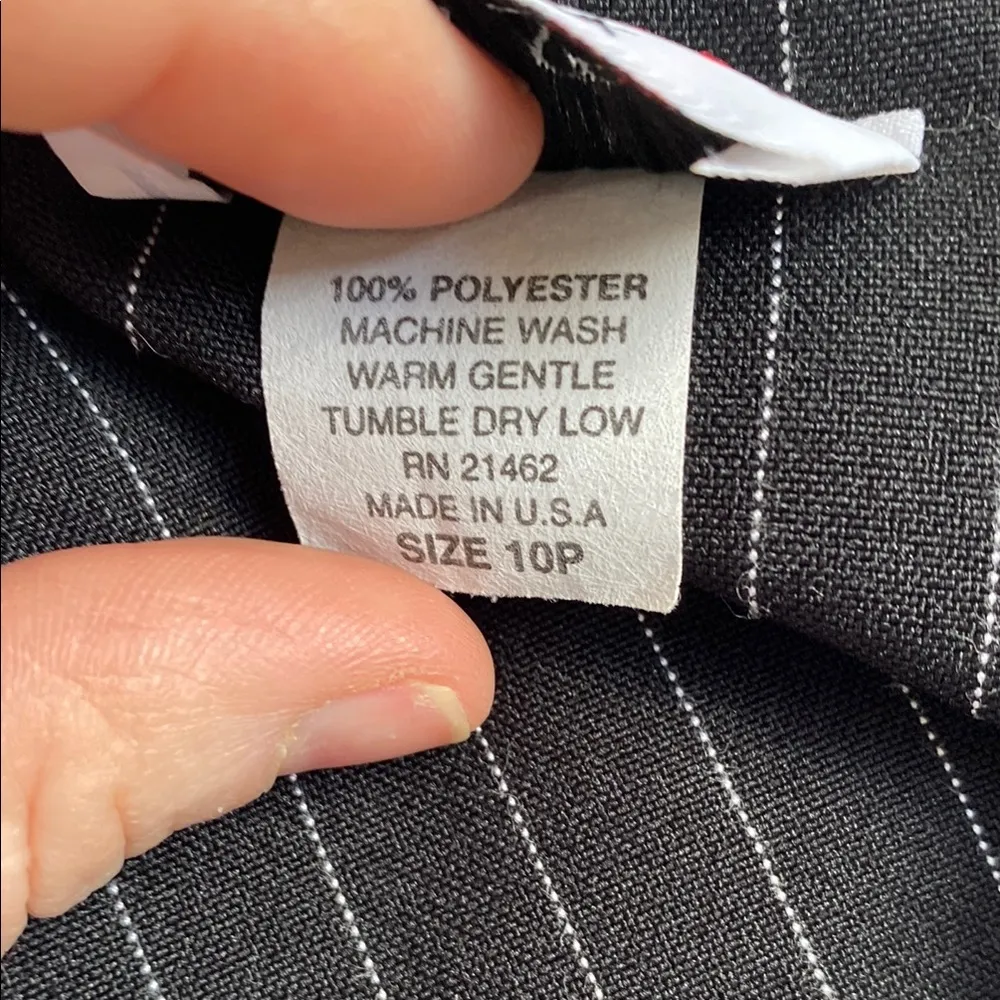 100% POLYESTER
MACHINE WASH
WARM GENTLE
TUMBLE DRY LOW
RN 21462
MADE IN U.S.A
SIZE 10P